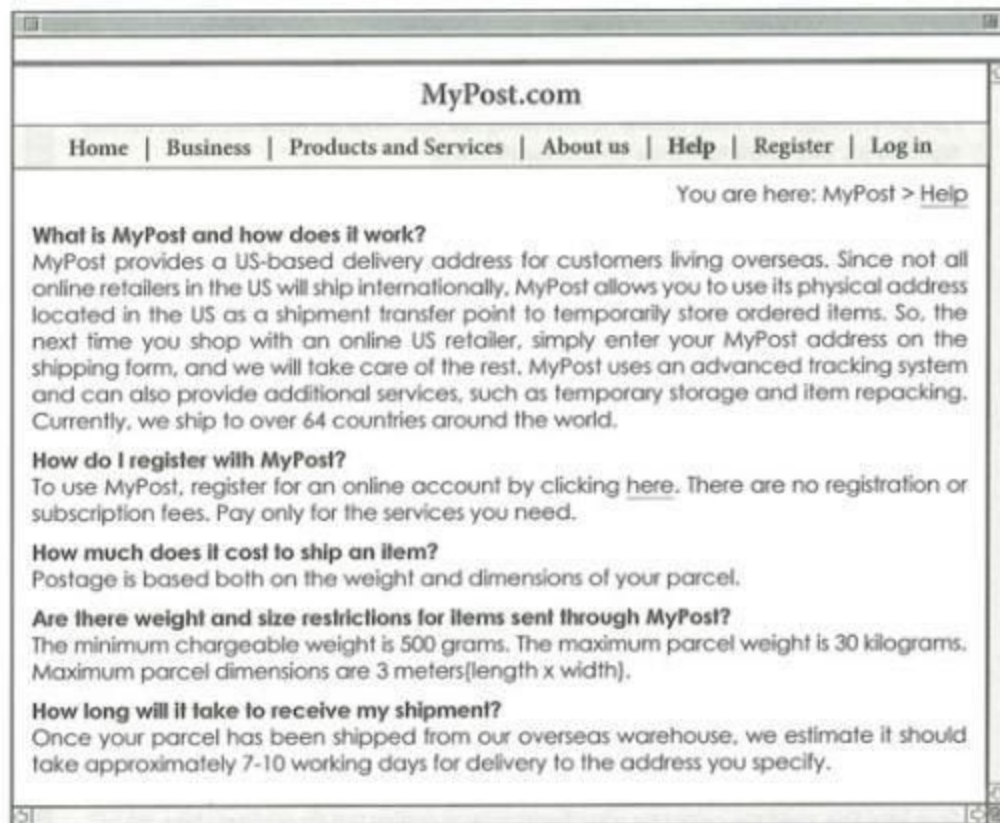 MyPost.com
Home | Business | Products and Services | About us | Help | Register | Log in
You are here: MyPost > Help
What is MyPost and how does it work?
MyPost provides a US-based delivery address for customers living overseas. Since not all
online retailers in the US will ship internationally, MyPost allows you to use its physical address
located in the US as a shipment transfer point to temporarily store ordered items. So, the
next time you shop with an online US retailer, simply enter your MyPost address on the
shipping form, and we will take care of the rest. MyPost uses an advanced tracking system
and can also provide additional services, such as temporary storage and item repacking.
Currently, we ship to over 64 countries around the world.
How do I register with MyPost?
To use MyPost, register for an online account by clicking here. There are no registration or
subscription fees. Pay only for the services you need.
How much does it cost to ship an item?
Postage is based both on the weight and dimensions of your parcel.
Are there weight and size restrictions for items sent through MyPost?
The minimum chargeable weight is 500 grams. The maximum parcel weight is 30 kilograms.
Maximum parcel dimensions are 3 meters(length x width).
How long will it take to receive my shipment?
Once your parcel has been shipped from our overseas warehouse, we estimate it should
take approximately 7-10 working days for delivery to the address you specify.